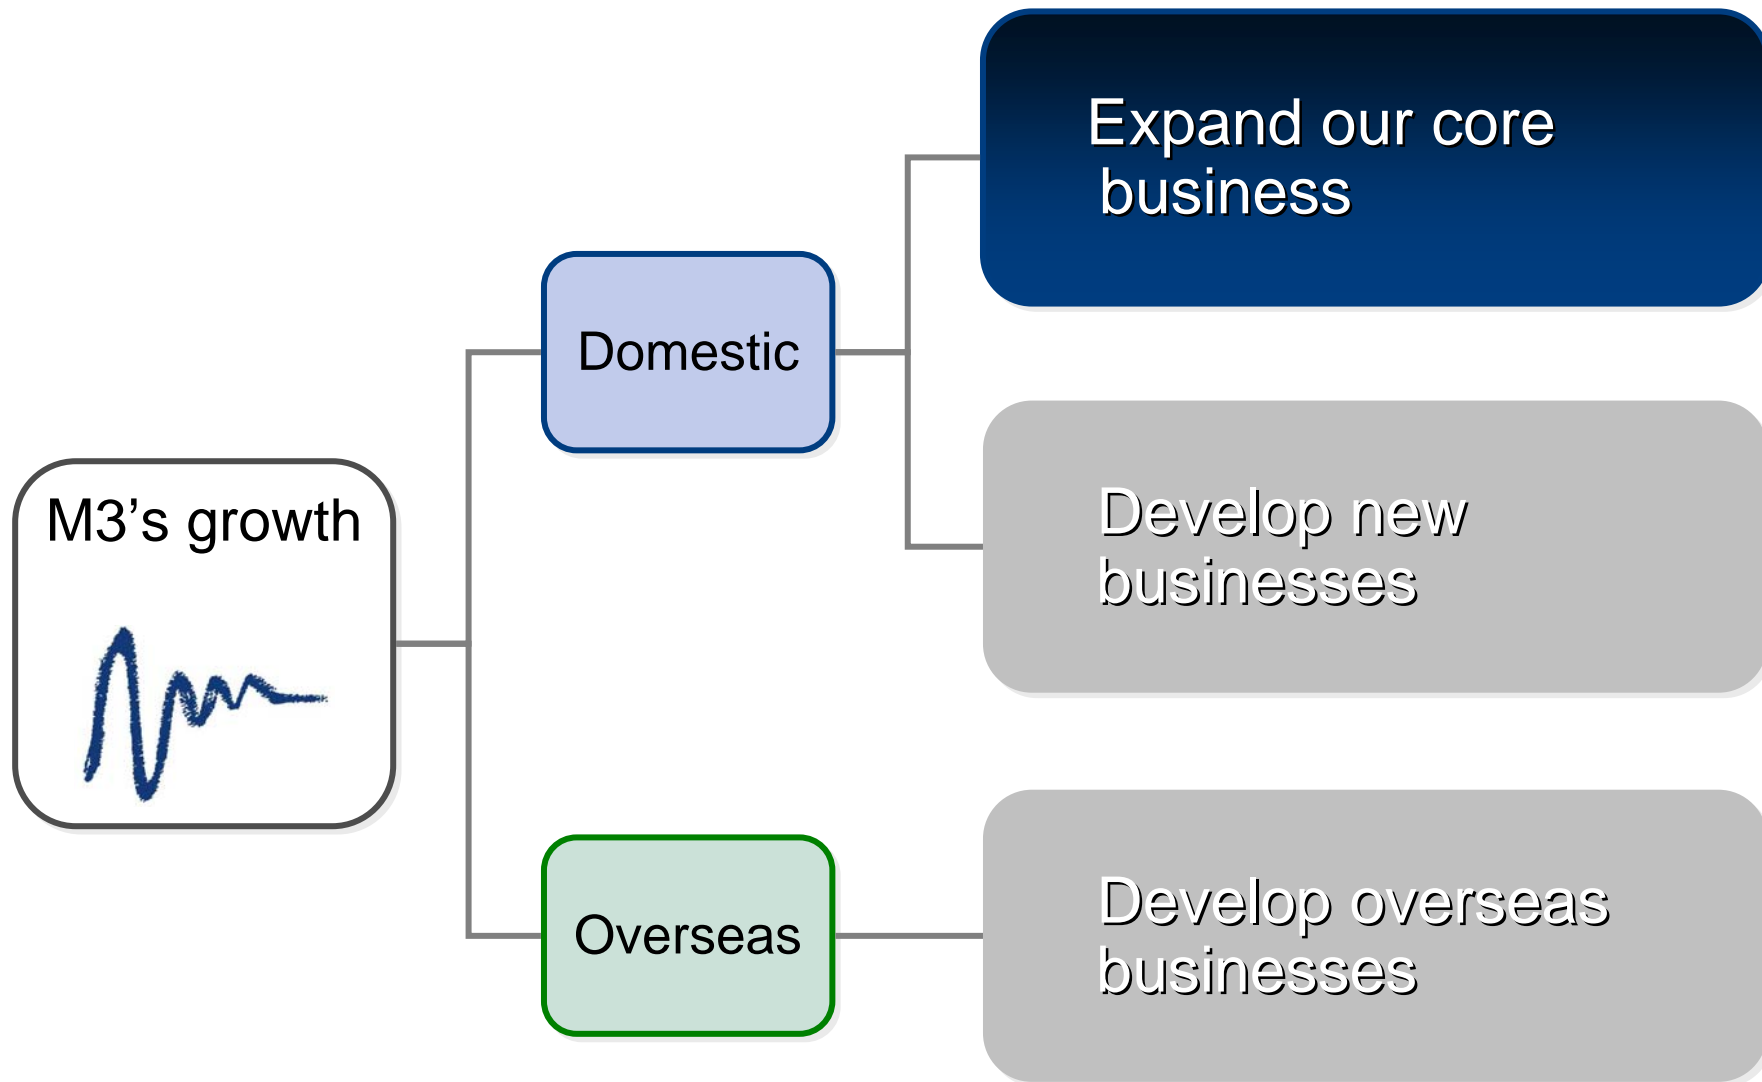 Expand our core
business
Domestic
M3’s growth
Develop new
businesses
Overseas
Develop overseas
businesses